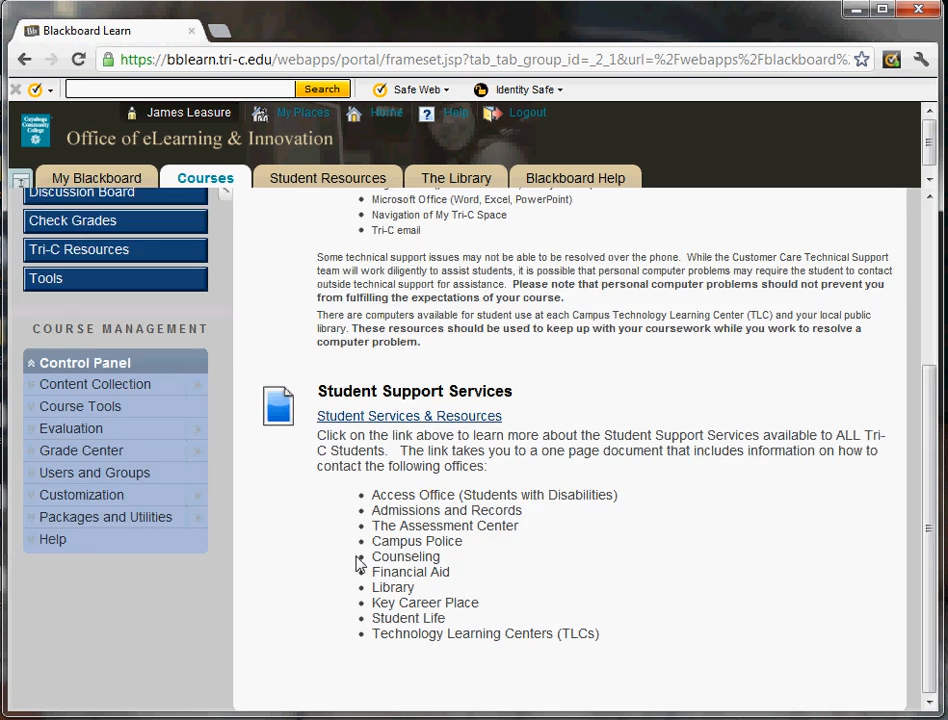 Blackboard Learn
https://bblearn.tri-c.edu/webapps/portal/frameset.jsp?tab_tab_group_id=_2_1&url=%2Fwebapps%2Fblackboard%
Search
Safe Web
Identity Safe
James Leasure
My Places
Home
Help
Logout
Cuyahoga Community College
Office of eLearning & Innovation
My Blackboard
Courses
Student Resources
The Library
Blackboard Help
Discussion Board
Check Grades
Tri-C Resources
Tools
COURSE MANAGEMENT
Control Panel
Content Collection
Course Tools
Evaluation
Grade Center
Users and Groups
Customization
Packages and Utilities
Help
Microsoft Office (Word, Excel, PowerPoint)
Navigation of My Tri-C Space
Tri-C email
Some technical support issues may not be able to be resolved over the phone. While the Customer Care Technical Support
team will work diligently to assist students, it is possible that personal computer problems may require the student to contact
outside technical support for assistance. Please note that personal computer problems should not prevent you
from fulfilling the expectations of your course.
There are computers available for student use at each Campus Technology Learning Center (TLC) and your local public
library. These resources should be used to keep up with your coursework while you work to resolve a
computer problem.
Student Support Services
Student Services & Resources
Click on the link above to learn more about the Student Support Services available to ALL Tri-
C Students. The link takes you to a one page document that includes information on how to
contact the following offices:
Access Office (Students with Disabilities)
Admissions and Records
The Assessment Center
Campus Police
Counseling
Financial Aid
Library
Key Career Place
Student Life
Technology Learning Centers (TLCs)